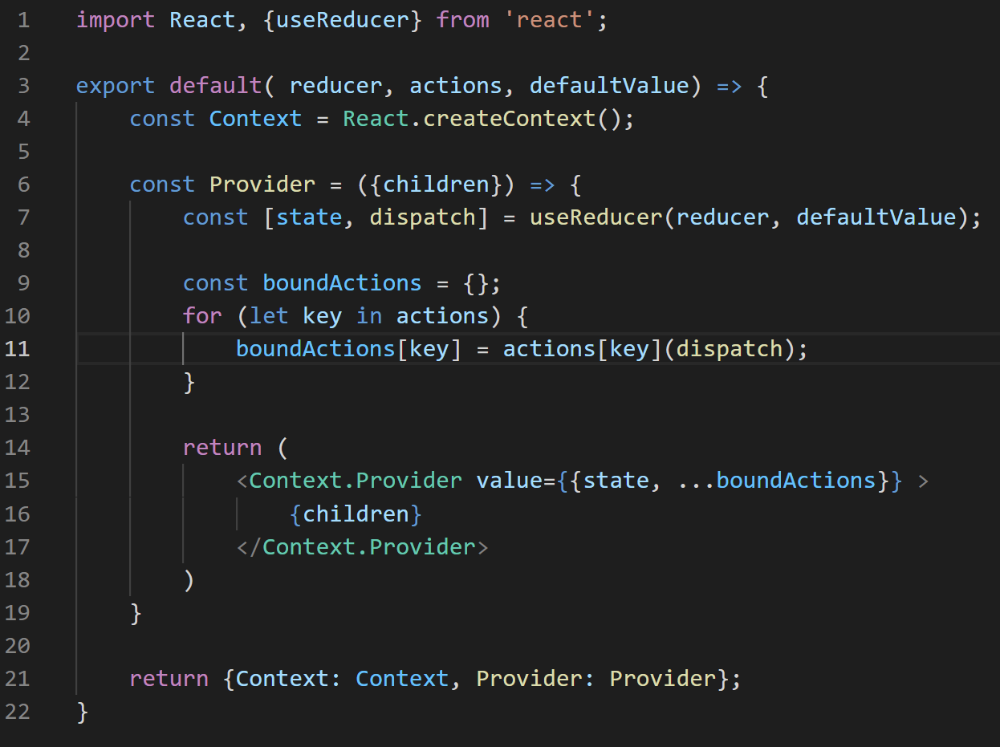 1 import React, {useReducer} from 'react';
2
3 export default( reducer, actions, defaultValue) => {
4     const Context = React.createContext();
5
6     const Provider = ({children}) => {
7         const [state, dispatch] = useReducer(reducer, defaultValue);
8
9         const boundActions = {};
10         for (let key in actions) {
11             boundActions[key] = actions[key](dispatch);
12         }
13
14         return (
15             <Context.Provider value={{state, ...boundActions}} >
16                 {children}
17             </Context.Provider>
18         )
19     }
20
21     return {Context: Context, Provider: Provider};
22 }